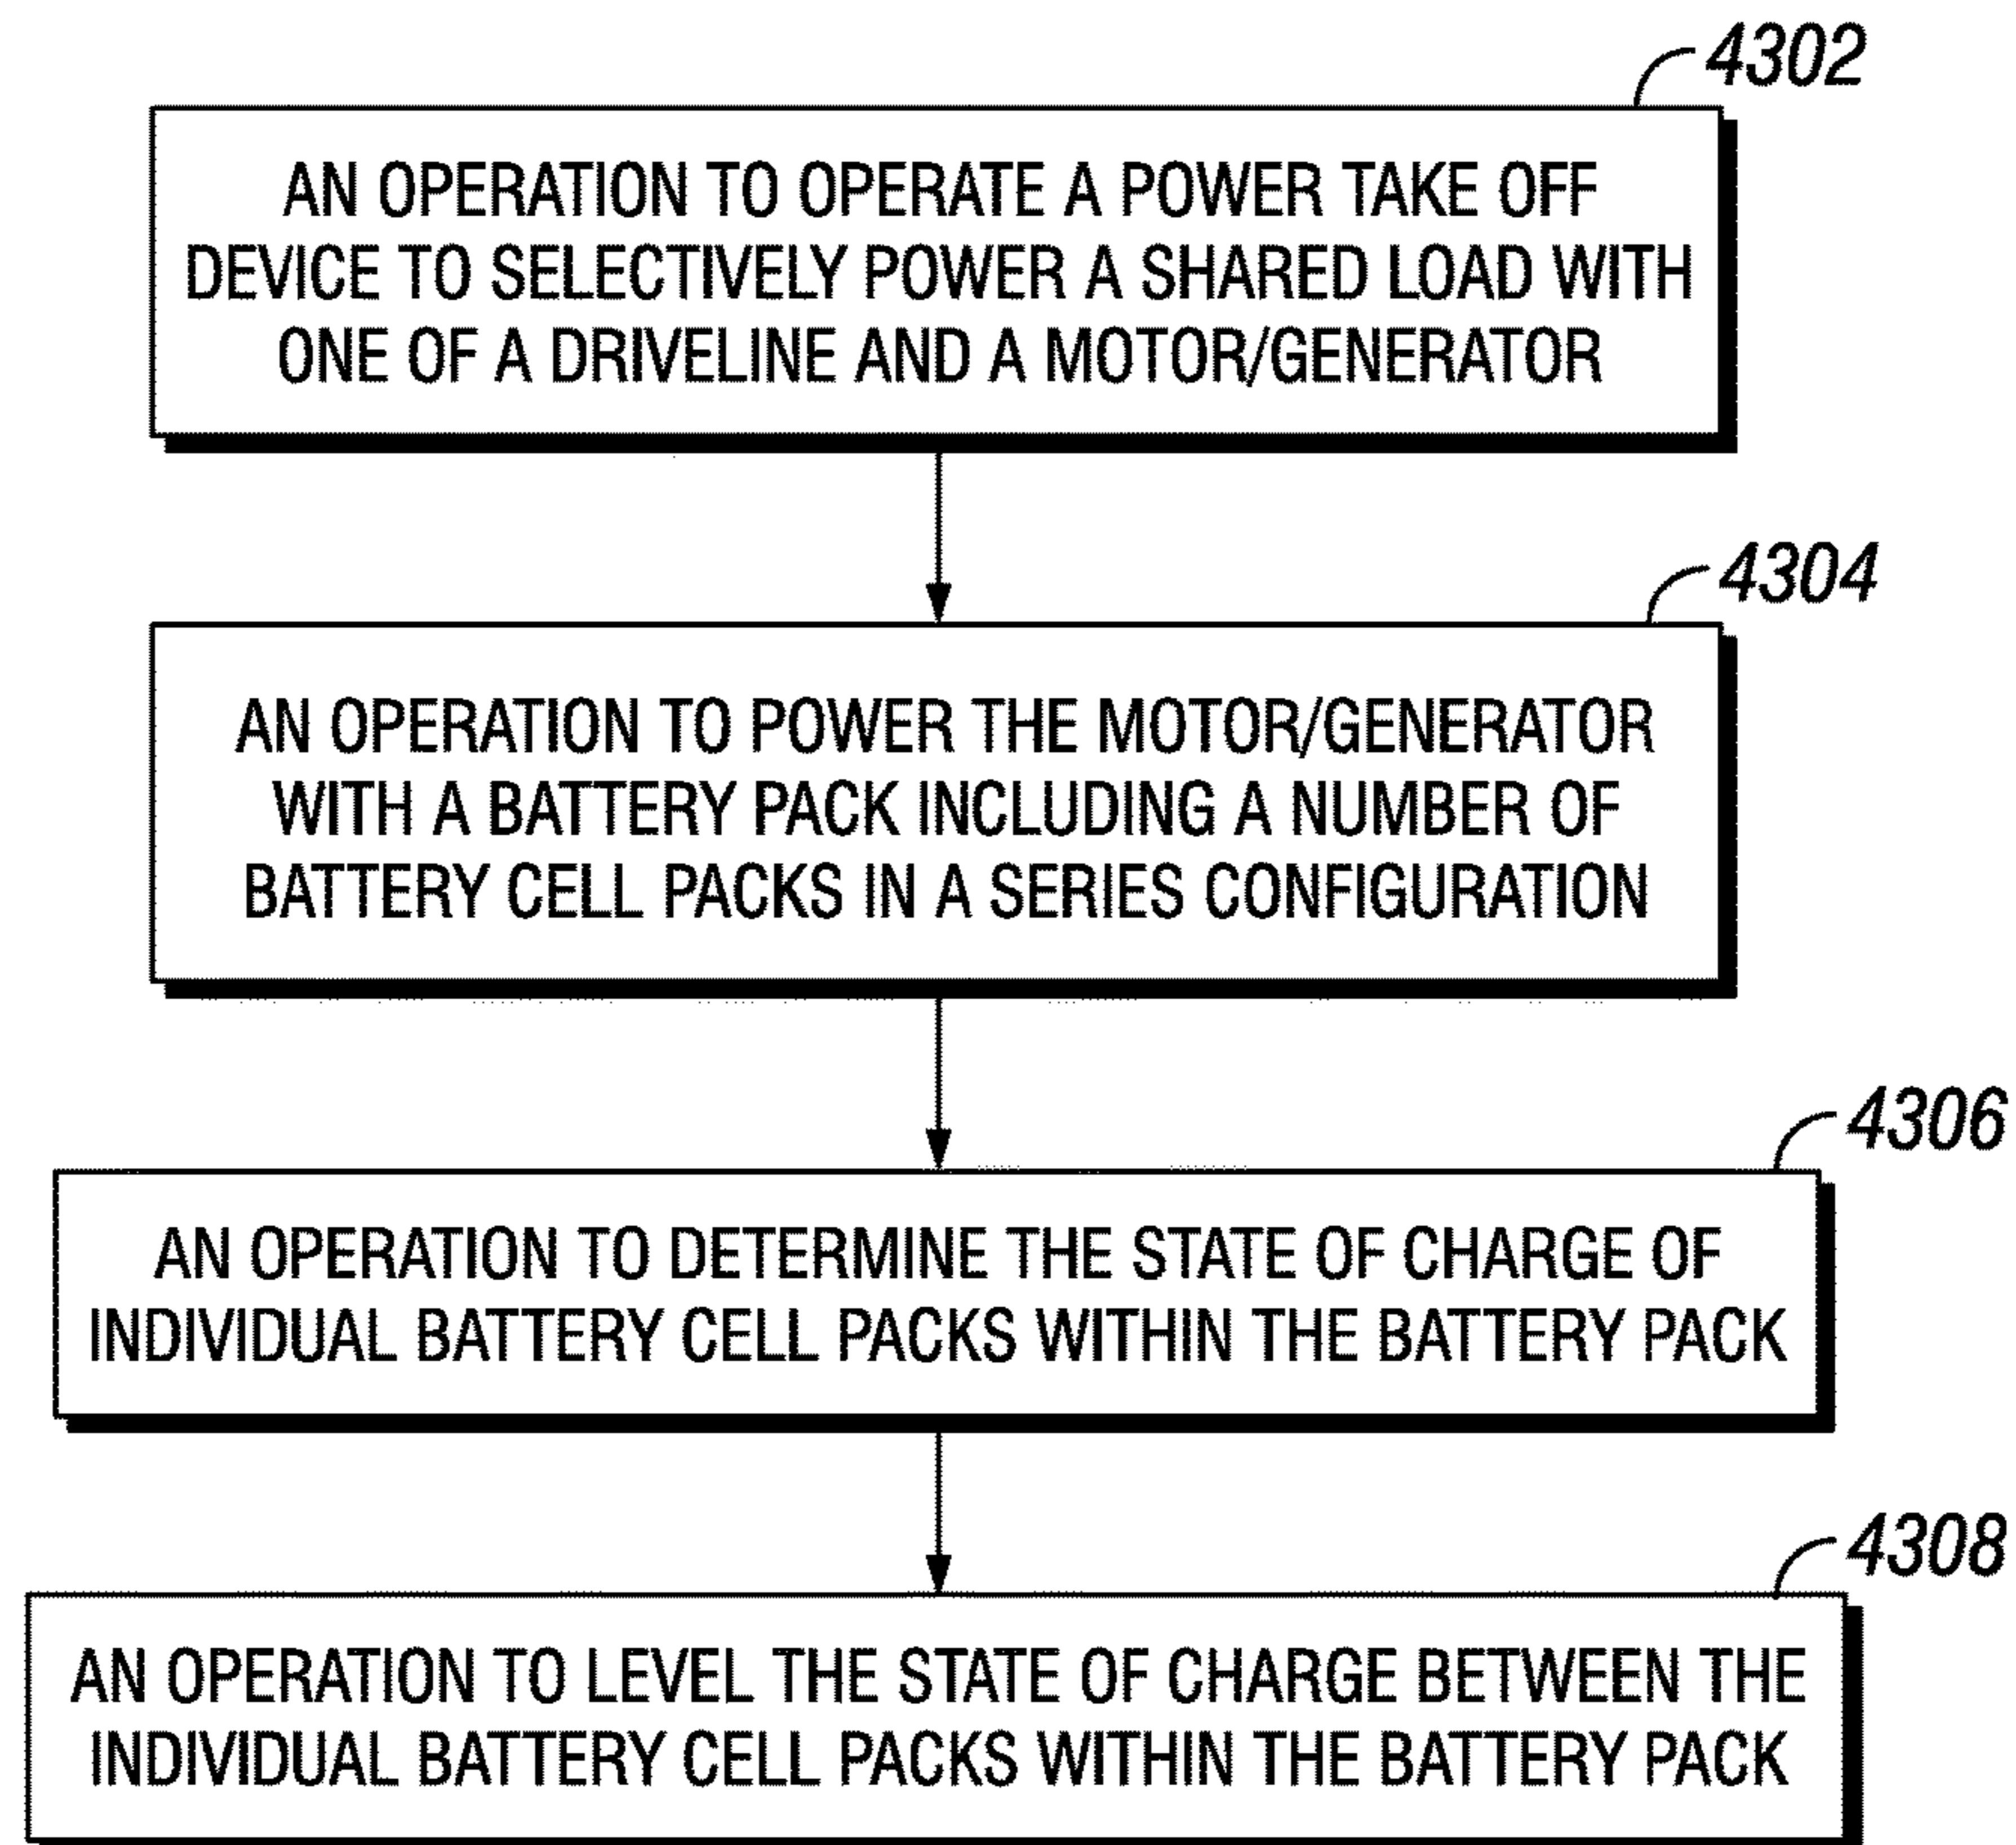 4302
AN OPERATION TO OPERATE A POWER TAKE OFF
DEVICE TO SELECTIVELY POWER A SHARED LOAD WITH
ONE OF A DRIVELINE AND A MOTOR/GENERATOR
4304
AN OPERATION TO POWER THE MOTOR/GENERATOR
WITH A BATTERY PACK INCLUDING A NUMBER OF
BATTERY CELL PACKS IN A SERIES CONFIGURATION
4306
AN OPERATION TO DETERMINE THE STATE OF CHARGE OF
INDIVIDUAL BATTERY CELL PACKS WITHIN THE BATTERY PACK
4308
AN OPERATION TO LEVEL THE STATE OF CHARGE BETWEEN THE
INDIVIDUAL BATTERY CELL PACKS WITHIN THE BATTERY PACK